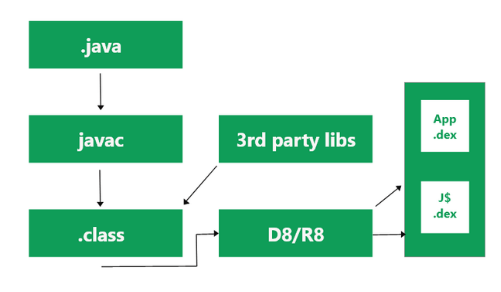 .java
javac
3rd party libs
.class
D8/R8
App
.dex
J$
.dex